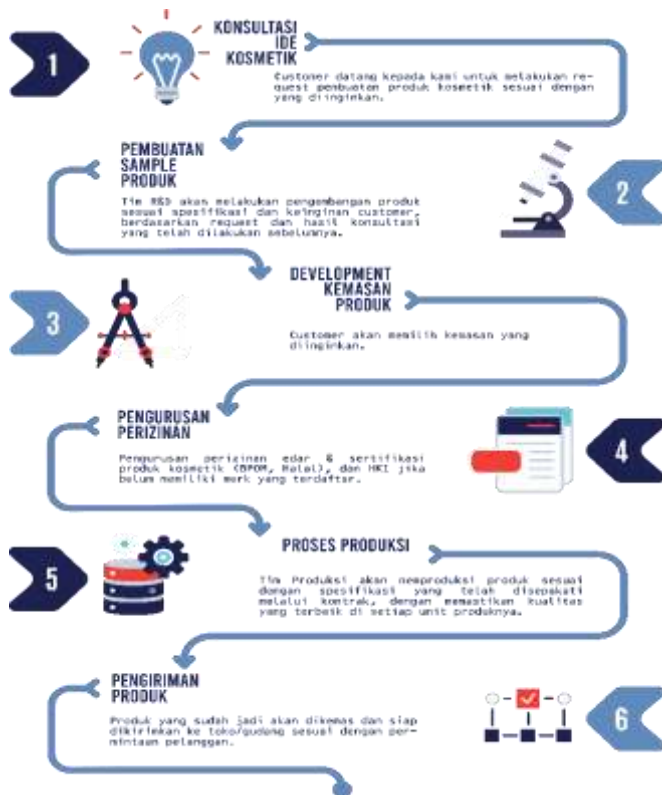 1
KONSULTASI
IDE
KOSMETIK
Customer datang kepada kami untuk melakukan re-
quest pembuatan produk kosmetik sesuai dengan
yang diinginkan.
PEMBUATAN
SAMPLE
PRODUK
Tim R&D akan melakukan pengembangan produk
sesuai spesifikasi dan keinginan customer,
berdasarkan request dan hasil konsultasi
yang telah dilakukan sebelumnya.
2
DEVELOPMENT
KEMASAN
PRODUK
3
Customer akan memilih kemasan yang
diinginkan.
PENGURUSAN
PERIZINAN
Pengurusan perizinan edar & sertifikasi
produk kosmetik (BPOM, Halal), dan HKI jika
belum memiliki merk yang terdaftar.
4
5
PROSES PRODUKSI
Tim Produksi akan memproduksi produk sesuai
dengan spesifikasi yang telah disepakati
melalui kontrak, dengan memastikan kualitas
yang terbaik di setiap unit produknya.
PENGIRIMAN
PRODUK
Produk yang sudah jadi akan dikemas dan siap
dikirimkan ke toko/gudang sesuai dengan per-
mintaan pelanggan.
6